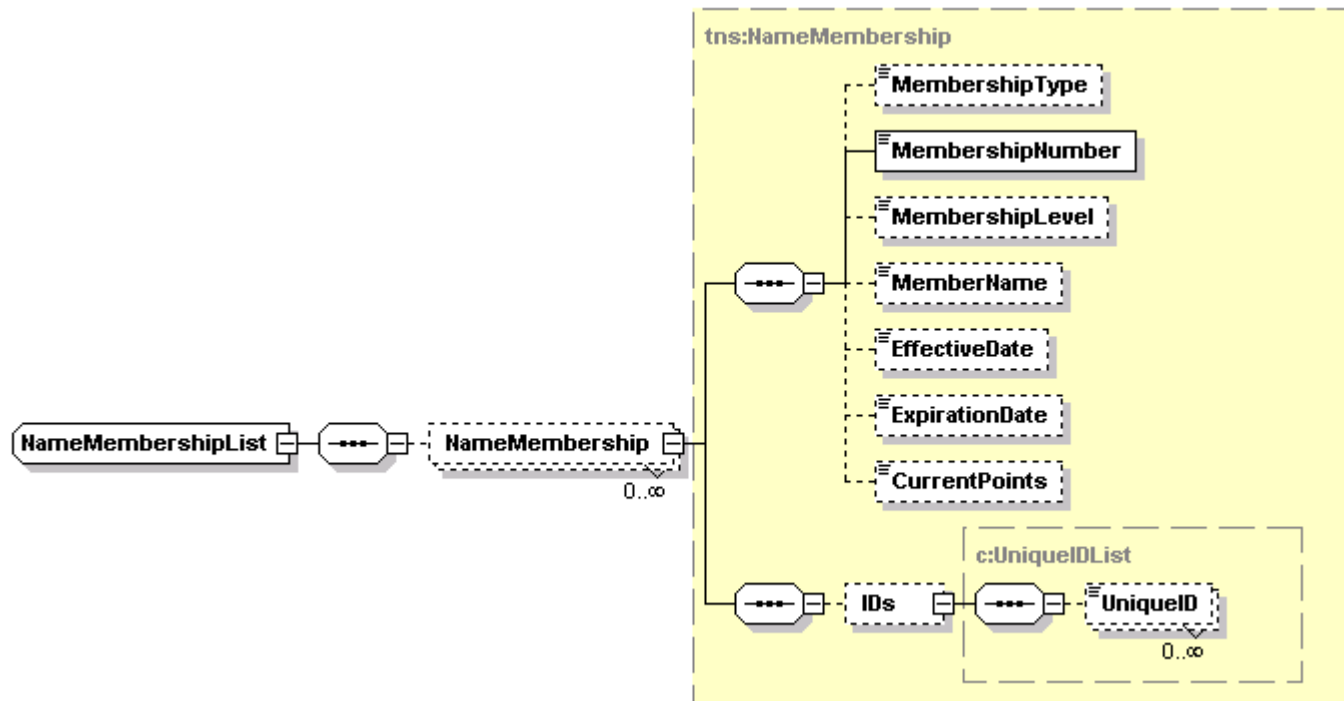 tns:NameMembership
MembershipType
MembershipNumber
MembershipLevel
MemberName
EffectiveDate
ExpirationDate
CurrentPoints
NameMembershipList
NameMembership
0..∞
c:UniqueIDList
IDs
UniqueID
0..∞